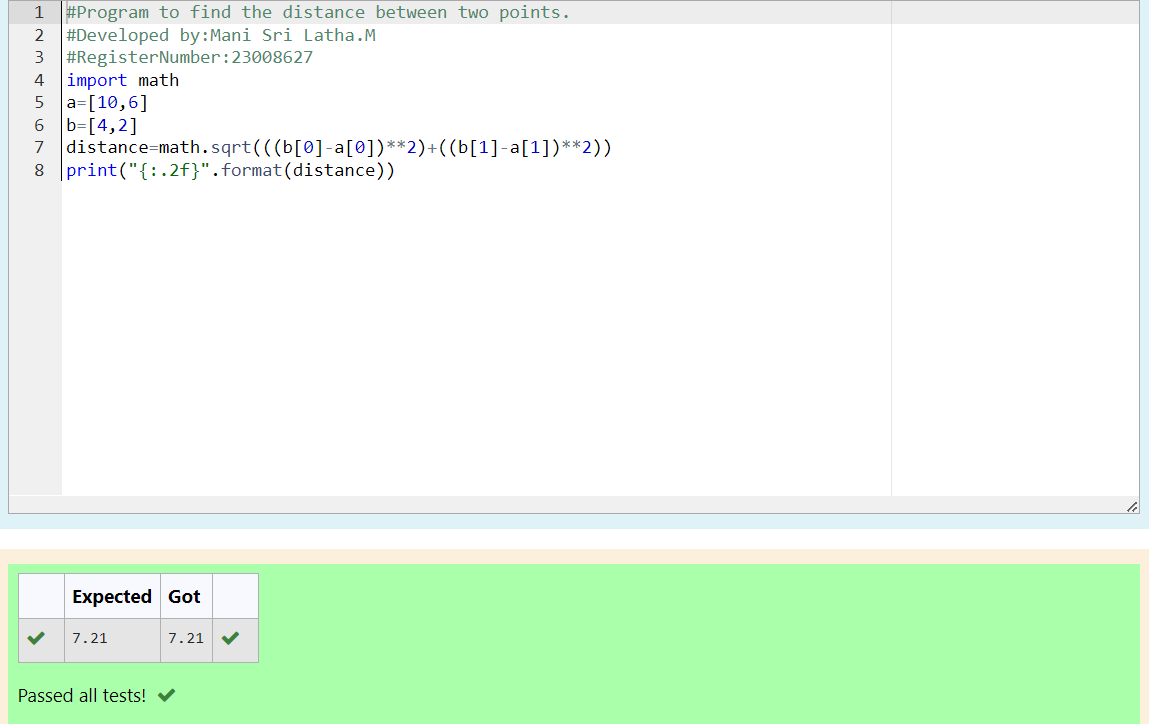 1 #Program to find the distance between two points.
2 #Developed by:Mani Sri Latha.M
3 #RegisterNumber:23008627
4 import math
5 a=[10,6]
6 b=[4,2]
7 distance=math.sqrt(((b[0]-a[0])**2)+((b[1]-a[1])**2))
8 print("{:.2f}".format(distance))
Expected Got
7.21 7.21
Passed all tests!